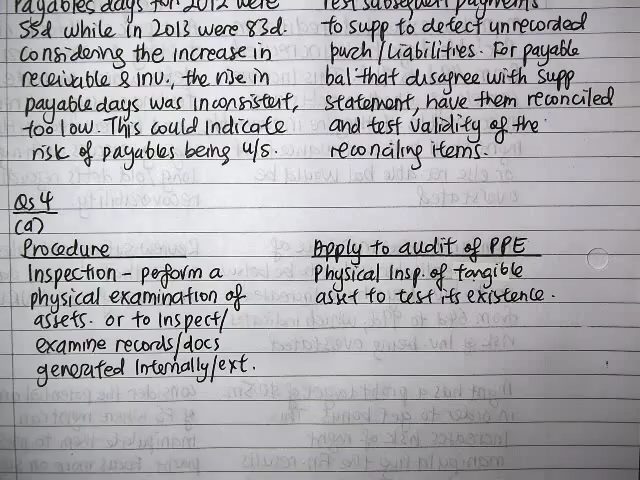 Payables days for 2012 were
55d while in 2013 were 83d.
considering the increase in
receivable & inv., the rise in
payable days was inconsistent,
too low. This could indicate
risk of payables being u/s.
Test subsequent payments
to supp to detect unrecorded
purch/liabilities. For payable
bal that disagree with supp
statement, have them reconciled
and test validity of the
reconciling items.
Qs 4
(a)
Procedure
Inspection - perform a
physical examination of
assets. or to inspect/
examine records/docs
generated internally/ext.
Apply to audit of PPE
Physical Insp. of tangible
asset to test its existence.